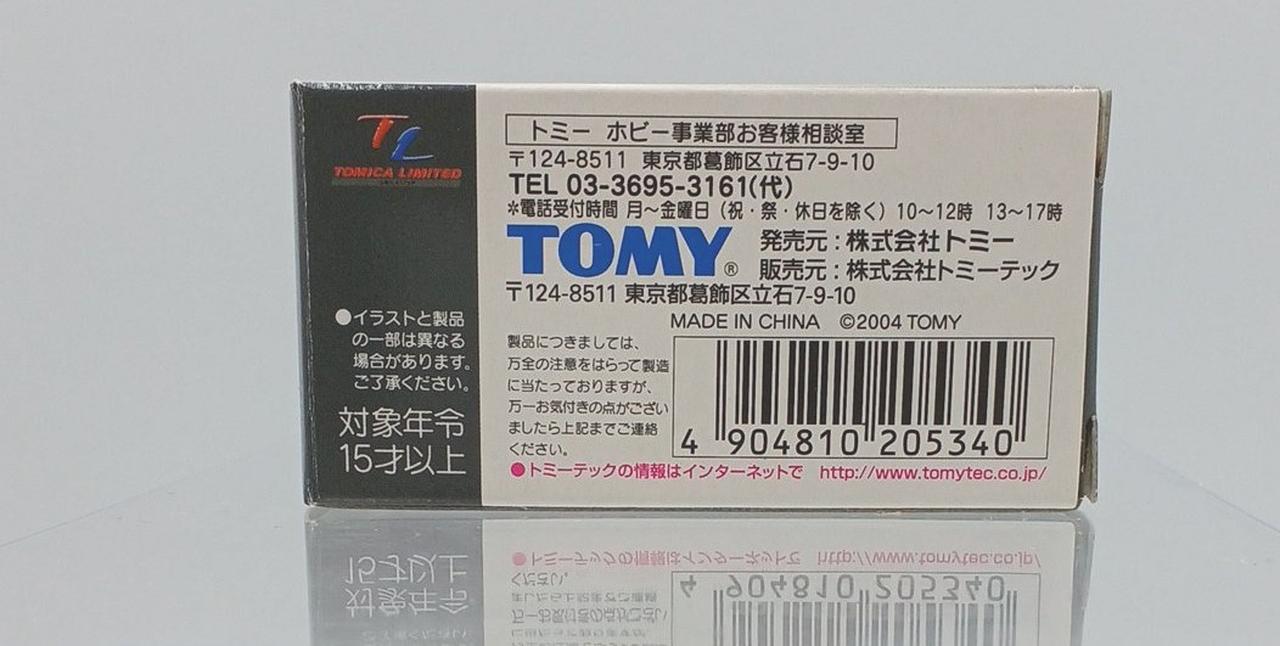 TL
TOMICA LIMITED
●イラストと製品
の一部は異なる
場合があります。
ご了承ください。
対象年令
15才以上
トミー ホビー事業部お客様相談室
〒124-8511 東京都葛飾区立石7-9-10
TEL 03-3695-3161(代)
*電話受付時間 月〜金曜日（祝・祭・休日を除く）10〜12時 13〜17時
TOMY® 発売元：株式会社トミー
販売元：株式会社トミーテック
〒124-8511 東京都葛飾区立石7-9-10
MADE IN CHINA ©2004 TOMY
製品につきましては、
万全の注意をはらって製造
に当たっておりますが、
万一お気付きの点がござい
ましたら上記までご連絡
ください。
4 904810 205340
●トミーテックの情報はインターネットで http://www.tomytec.co.jp/